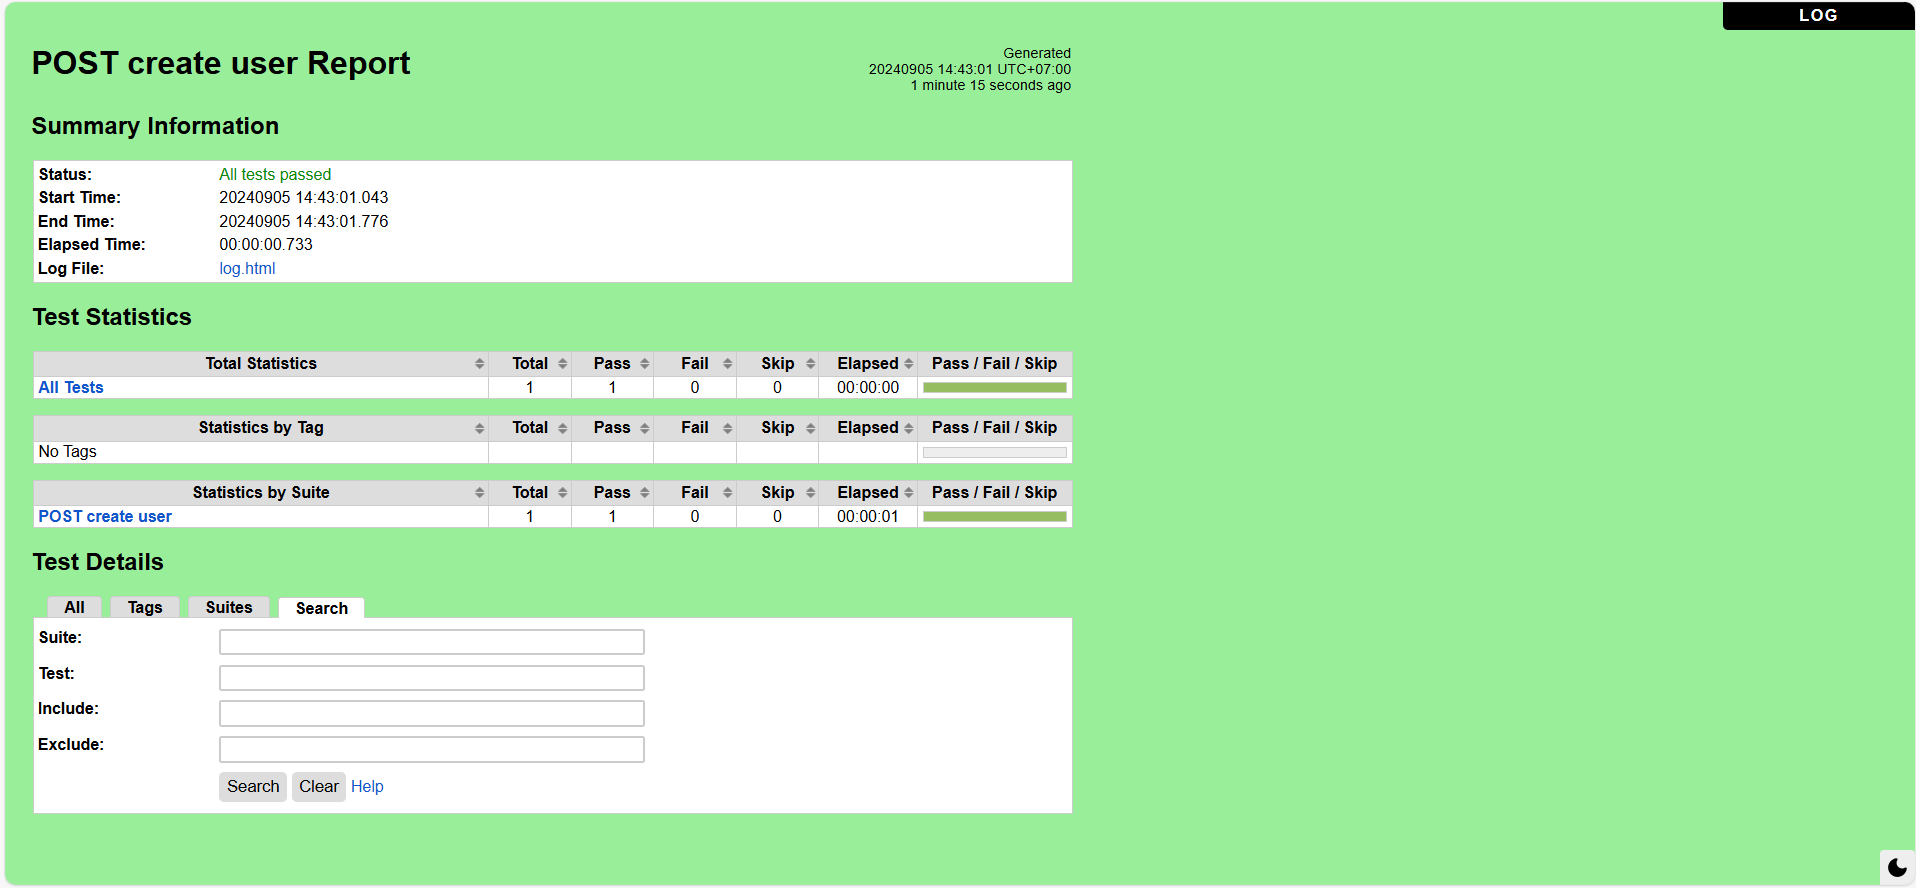 LOG
POST create user Report
Generated
20240905 14:43:01 UTC+07:00
1 minute 15 seconds ago
Summary Information
Status: All tests passed
Start Time: 20240905 14:43:01.043
End Time: 20240905 14:43:01.776
Elapsed Time: 00:00:00.733
Log File: log.html
Test Statistics
Total Statistics Total Pass Fail Skip Elapsed Pass / Fail / Skip
All Tests 1 1 0 0 00:00:00
Statistics by Tag Total Pass Fail Skip Elapsed Pass / Fail / Skip
No Tags
Statistics by Suite Total Pass Fail Skip Elapsed Pass / Fail / Skip
POST create user 1 1 0 0 00:00:01
Test Details
All Tags Suites Search
Suite:
Test:
Include:
Exclude:
Search Clear Help